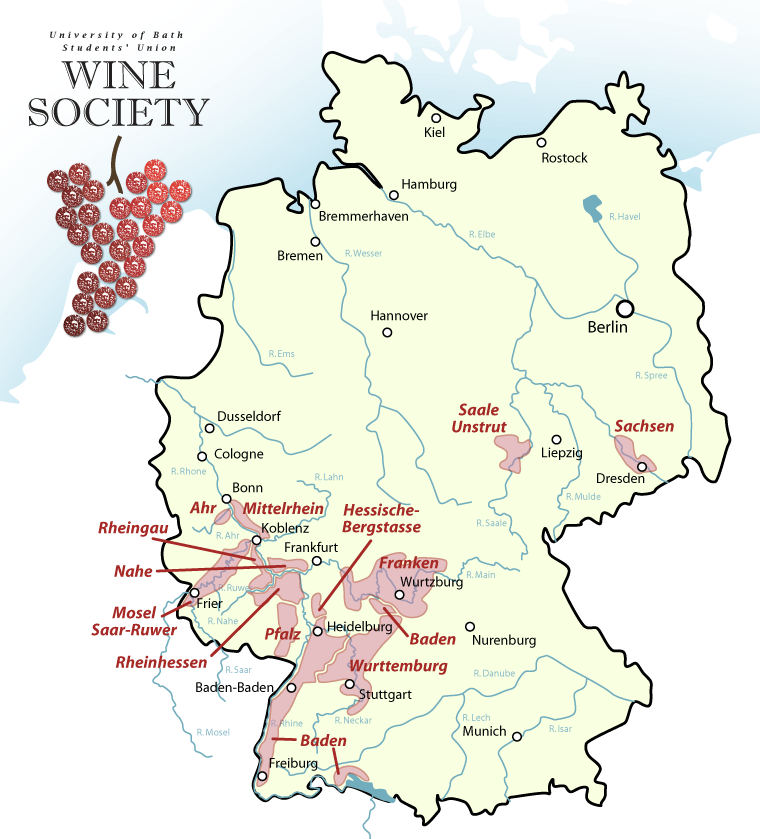 University of Bath
Students' Union
WINE
SOCIETY
Kiel
Rostock
Hamburg
Bremmerhaven
R.Havel
R.Elbe
Bremen
R.Wesser
Hannover
Berlin
R.Ems
R.Spree
Saale
Unstrut
Sachsen
Dusseldorf
Cologne
Liepzig
R.Rhone
R.Lahn
Dresden
Bonn
R.Mulde
Ahr
Mittelrhein
Hessische-
Bergstasse
R.Saale
Rheingau
Koblenz
R.Ahr
Frankfurt
Franken
Nahe
R.Main
Wurtzburg
R.Ruwer
Frier
Mosel
Saar-Ruwer
R.Nahe
Pfalz
Heidelburg
Baden
Nurenburg
Rheinhessen
R.Saar
Wurttemburg
R.Danube
Baden-Baden
Stuttgart
R.Rhine
R.Neckar
R.Lech
R.Mosel
Munich
R.Isar
Baden
Freiburg